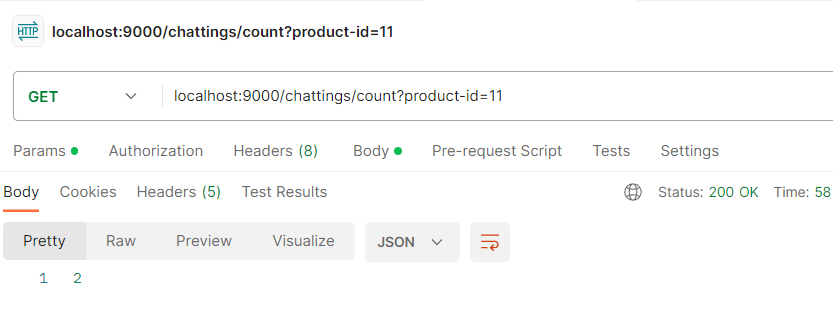 HTTP localhost:9000/chattings/count?product-id=11
GET localhost:9000/chattings/count?product-id=11
Params Authorization Headers (8) Body Pre-request Script Tests Settings
Body Cookies Headers (5) Test Results Status: 200 OK Time: 58
Pretty Raw Preview Visualize JSON
1 2